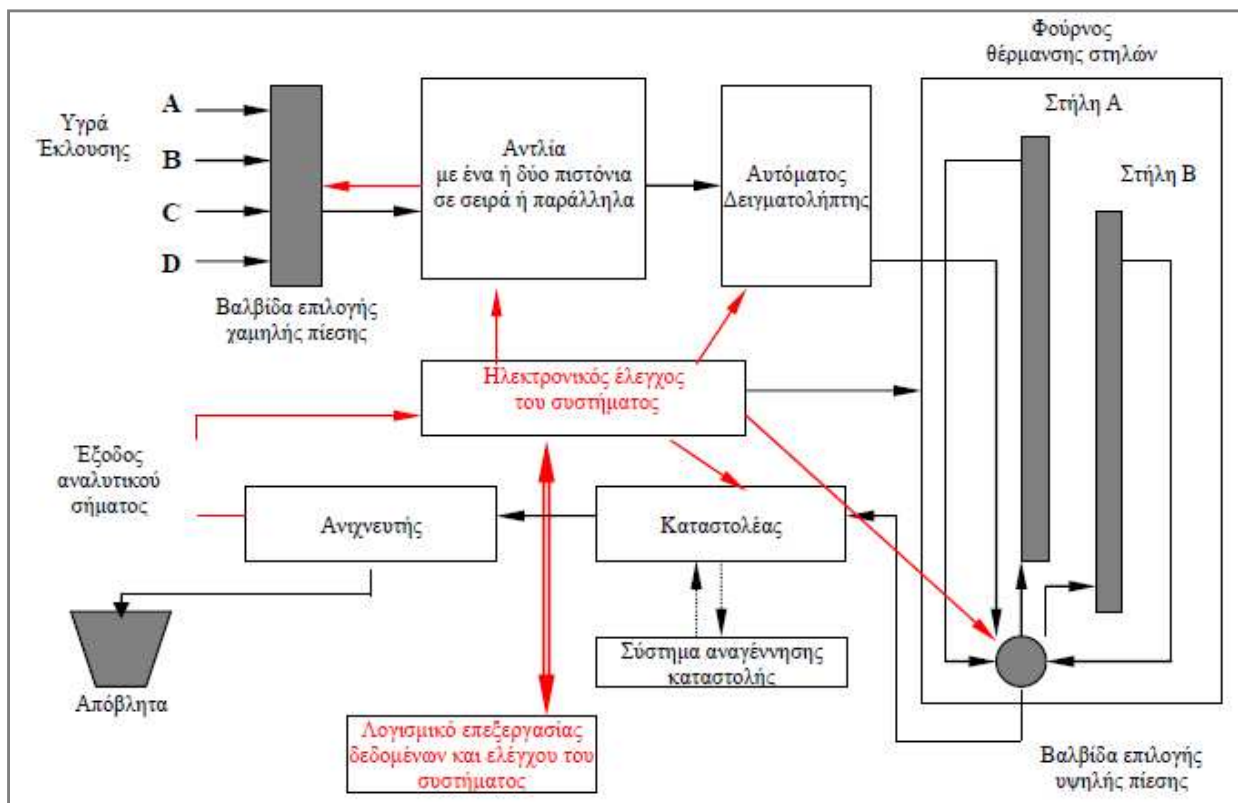 Φούρνος
θέρμανσης στηλών
Υγρά
Έκλουσης
A
B
C
D
Βαλβίδα επιλογής
χαμηλής πίεσης
Αντλία
με ένα ή δύο πιστόνια
σε σειρά ή παράλληλα
Αυτόματος
Δειγματολήπτης
Στήλη Α
Στήλη Β
Ηλεκτρονικός έλεγχος
του συστήματος
Έξοδος
αναλυτικού
σήματος
Ανιχνευτής
Καταστολέας
Σύστημα αναγέννησης
καταστολής
Απόβλητα
Λογισμικό επεξεργασίας
δεδομένων και ελέγχου του
συστήματος
Βαλβίδα επιλογής
υψηλής πίεσης